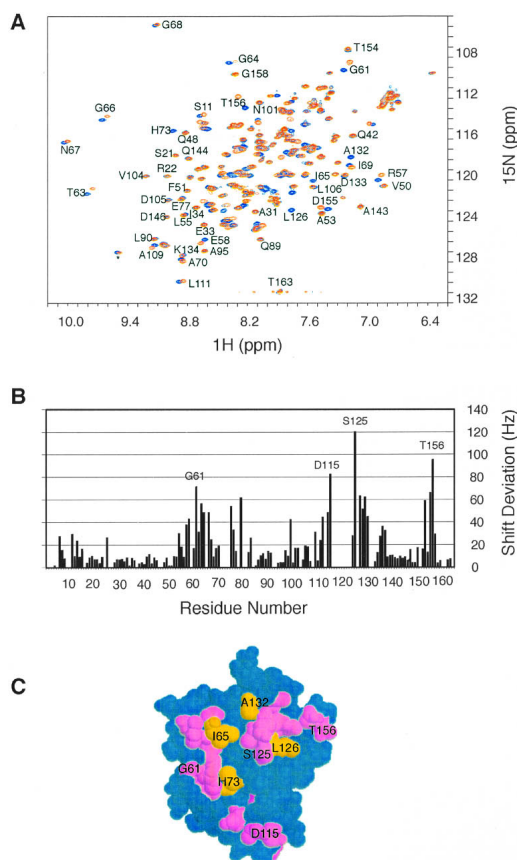 A
G68
G64
G158
T154
G61
G66
S11
T156
N101
H73
Q48
Q42
N67
Q144
A132
S21
I69
V104
R22
I65
D133
R57
T63
F51
L106
V50
D105
E77
D155
D146
L55
I34
A31
L126
A53
A143
E33
L90
E58
Q89
A109
K134
A95
A70
L111
T163
108
112
116
120
124
128
132
15N (ppm)
10.0 9.4 8.8 8.2 7.6 7.0 6.4
1H (ppm)
B
S125
T156
D115
G61
140
120
100
80
60
40
20
0
Shift Deviation (Hz)
10 20 30 40 50 60 70 80 90 100 110 120 130 140 150 160
Residue Number
C
A132
I65
T156
S125
L126
G61
H73
D115